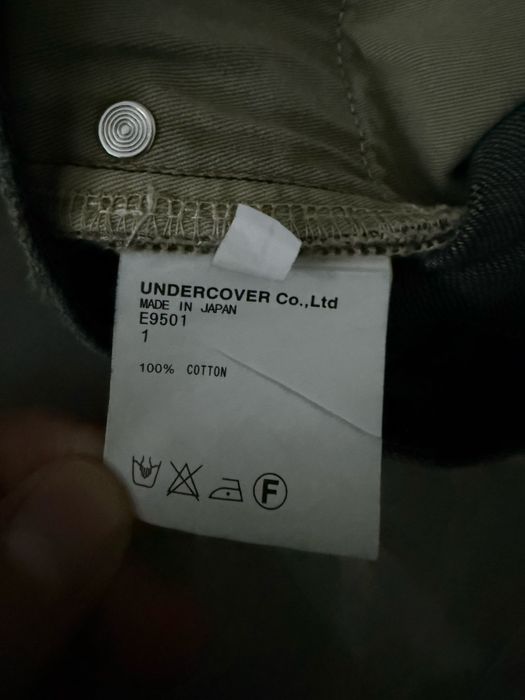 UNDERCOVER Co.,Ltd
MADE IN JAPAN
E9501
1
100% COTTON
F